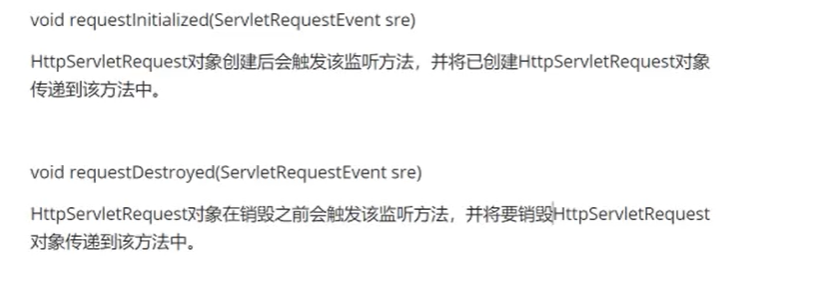 void requestInitialized(ServletRequestEvent sre)
HttpServletRequest对象创建后会触发该监听方法，并将已创建HttpServletRequest对象
传递到该方法中。
void requestDestroyed(ServletRequestEvent sre)
HttpServletRequest对象在销毁之前会触发该监听方法，并将要销毁HttpServletRequest
对象传递到该方法中。